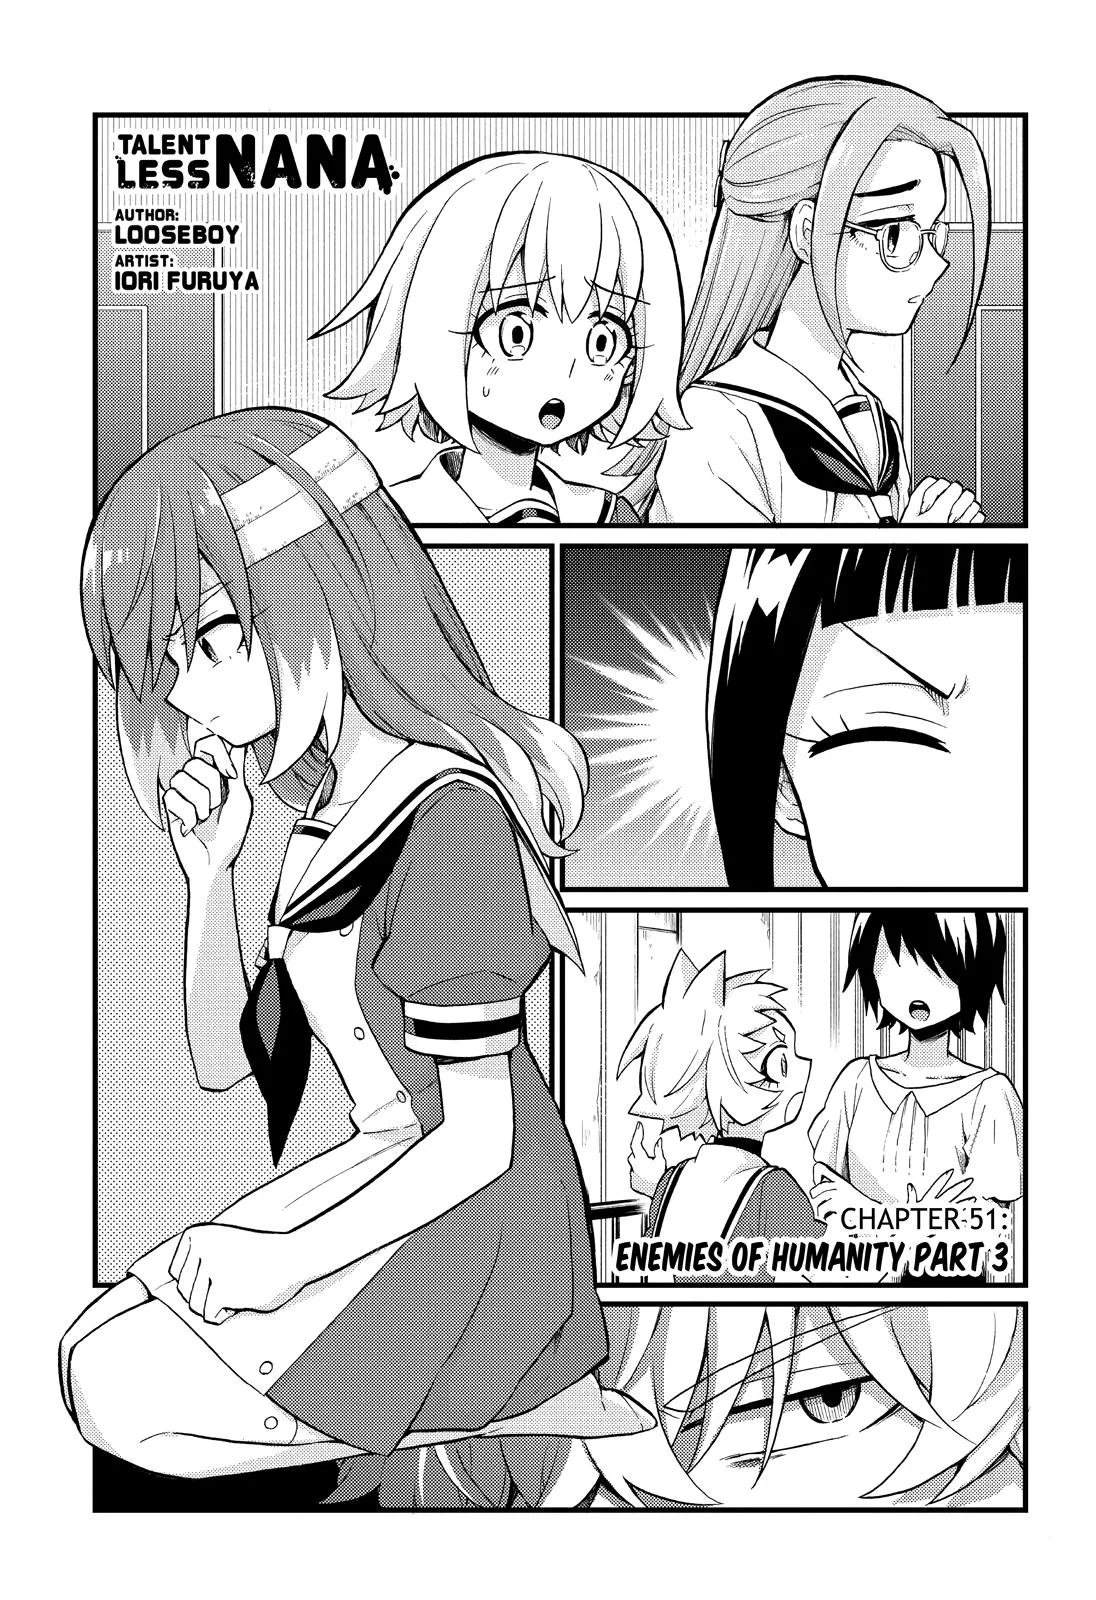 TALENT
LESS NANA
AUTHOR:
LOOSEBOY
ARTIST:
IORI FURUYA
CHAPTER 51:
ENEMIES OF HUMANITY PART 3